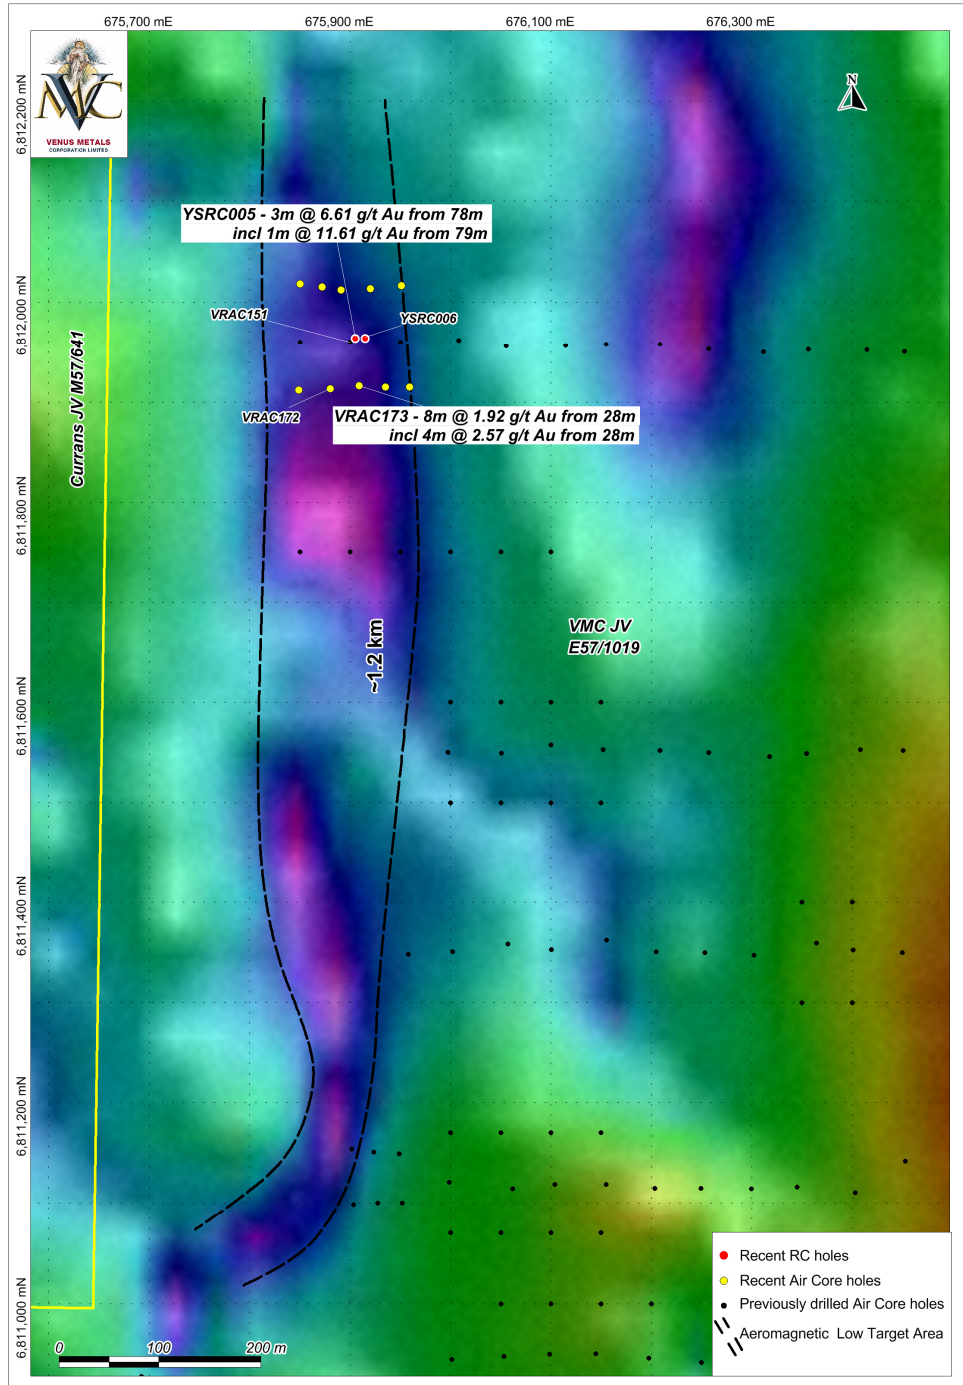 675,700 mE
675,900 mE
676,100 mE
676,300 mE
VMC
VENUS METALS
CORPORATION LIMITED
N
6,812,200 mN
YSRC005 - 3m @ 6.61 g/t Au from 78m
incl 1m @ 11.61 g/t Au from 79m
6,812,000 mN
VRAC151
YSRC006
Currans JV M57/641
VRAC172
VRAC173 - 8m @ 1.92 g/t Au from 28m
incl 4m @ 2.57 g/t Au from 28m
6,811,800 mN
~1.2 km
VMC JV
E57/1019
6,811,600 mN
6,811,400 mN
6,811,200 mN
6,811,000 mN
Recent RC holes
Recent Air Core holes
Previously drilled Air Core holes
Aeromagnetic Low Target Area
0
100
200 m